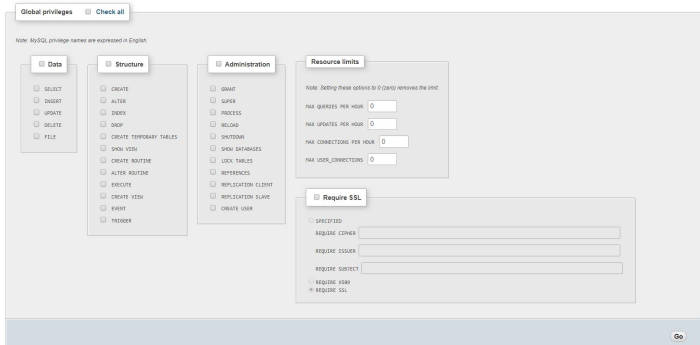 Global privileges Check all
Note: MySQL privilege names are expressed in English.
Data
SELECT
INSERT
UPDATE
DELETE
FILE
Structure
CREATE
ALTER
INDEX
DROP
CREATE TEMPORARY TABLES
SHOW VIEW
CREATE ROUTINE
ALTER ROUTINE
EXECUTE
CREATE VIEW
EVENT
TRIGGER
Administration
GRANT
SUPER
PROCESS
RELOAD
SHUTDOWN
SHOW DATABASES
LOCK TABLES
REFERENCES
REPLICATION CLIENT
REPLICATION SLAVE
CREATE USER
Resource limits
Note: Setting these options to 0 (zero) removes the limit.
MAX QUERIES PER HOUR 0
MAX UPDATES PER HOUR 0
MAX CONNECTIONS PER HOUR 0
MAX USER_CONNECTIONS 0
Require SSL
SPECIFIED
REQUIRE CIPHER
REQUIRE ISSUER
REQUIRE SUBJECT
REQUIRE X509
REQUIRE SSL
Go